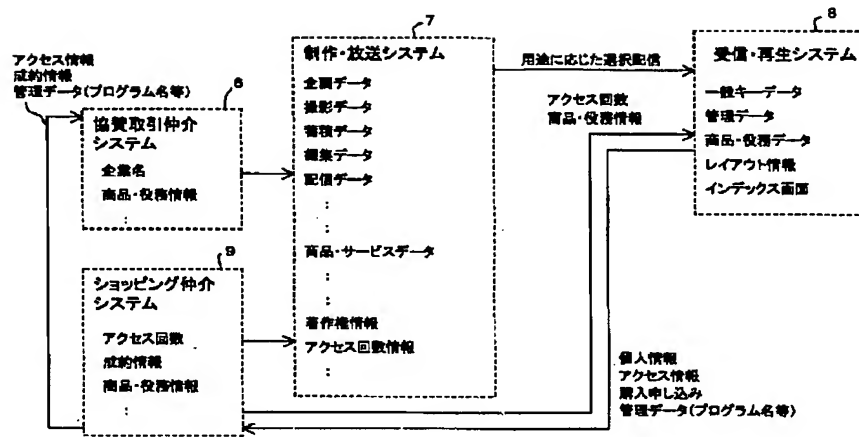 アクセス情報
成約情報
管理データ(プログラム名等)
6
協賛取引仲介
システム
企業名
商品・役務情報
:
7
制作・放送システム
企画データ
撮影データ
蓄積データ
編集データ
配信データ
:
:
商品・サービスデータ
:
:
著作権情報
アクセス回数情報
:
用途に応じた選択配信
アクセス回数
商品・役務情報
8
受信・再生システム
一般キーデータ
管理データ
商品・役務データ
レイアウト情報
インデックス画面
9
ショッピング仲介
システム
アクセス回数
成約情報
商品・役務情報
:
個人情報
アクセス情報
購入申し込み
管理データ(プログラム名等)